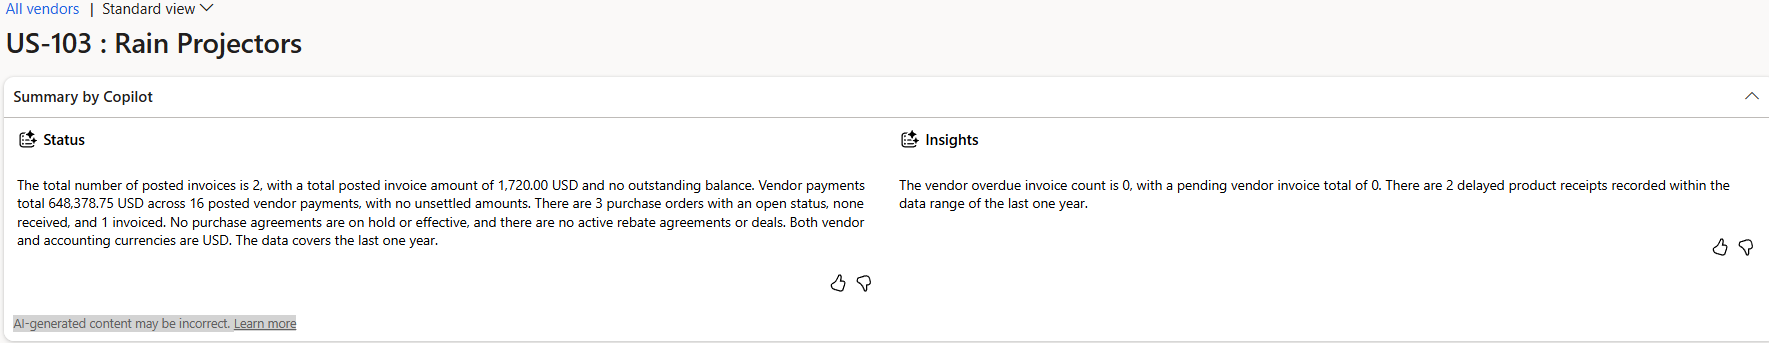 All vendors | Standard view
US-103 : Rain Projectors
Summary by Copilot
Status
The total number of posted invoices is 2, with a total posted invoice amount of 1,720.00 USD and no outstanding balance. Vendor payments
total 648,378.75 USD across 16 posted vendor payments, with no unsettled amounts. There are 3 purchase orders with an open status, none
received, and 1 invoiced. No purchase agreements are on hold or effective, and there are no active rebate agreements or deals. Both vendor
and accounting currencies are USD. The data covers the last one year.
Insights
The vendor overdue invoice count is 0, with a pending vendor invoice total of 0. There are 2 delayed product receipts recorded within the
data range of the last one year.
AI-generated content may be incorrect. Learn more